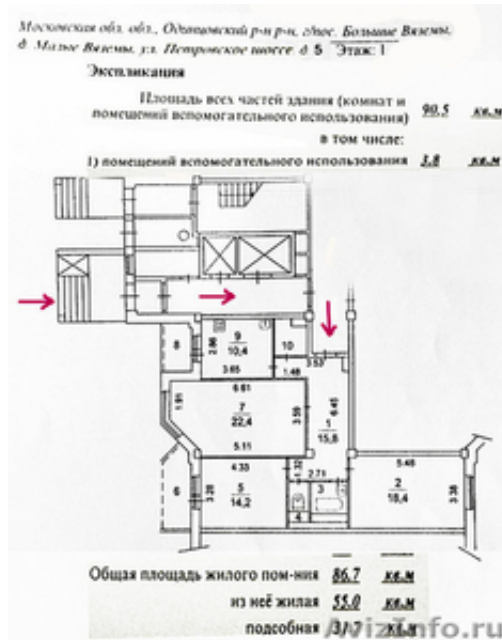 Московская обл. обл., Одинцовский р-н р-н, г/пос. Большие Вяземы,
д. Малые Вяземы, ул. Петровское шоссе д 5 Этаж: 1
Экспликация
Площадь всех частей здания (комнат и
помещений вспомогательного использования) 90,5 кв.м
в том числе:
1) помещений вспомогательного использования 3,8 кв.м
8
2.86
9
10,4
3.65
10
3.53
1.48
6.61
1.91
7
22,4
3.59
6.45
1
15,8
5.11
4.33
1.32
2.71
5.46
6
3.28
5
14,2
4
3
2
18,4
3.38
Общая площадь жилого пом-ния 86.7 кв.м
из неё жилая 55.0 кв.м
подсобная 31.7 кв.м
AvizInfo.ru